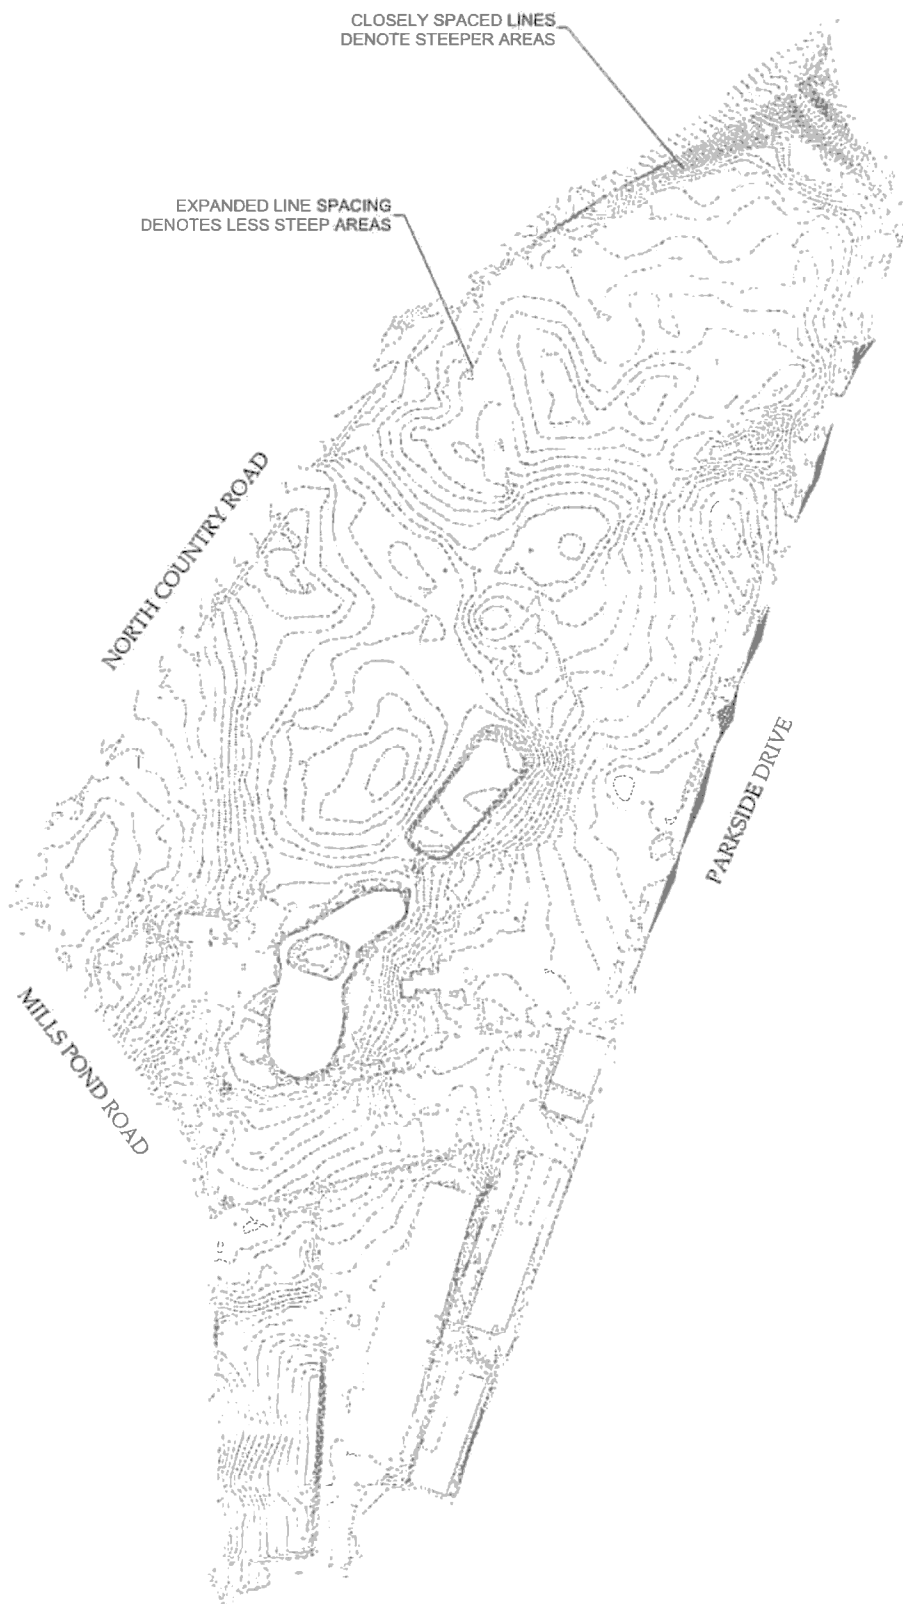 CLOSELY SPACED LINES
DENOTE STEEPER AREAS
EXPANDED LINE SPACING
DENOTES LESS STEEP AREAS
NORTH COUNTRY ROAD
PARKSIDE DRIVE
MILLS POND ROAD